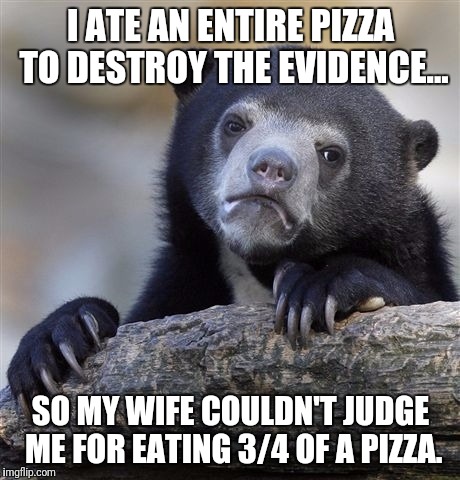 I ATE AN ENTIRE PIZZA
TO DESTROY THE EVIDENCE...
SO MY WIFE COULDN'T JUDGE
ME FOR EATING 3/4 OF A PIZZA.
imgflip.com